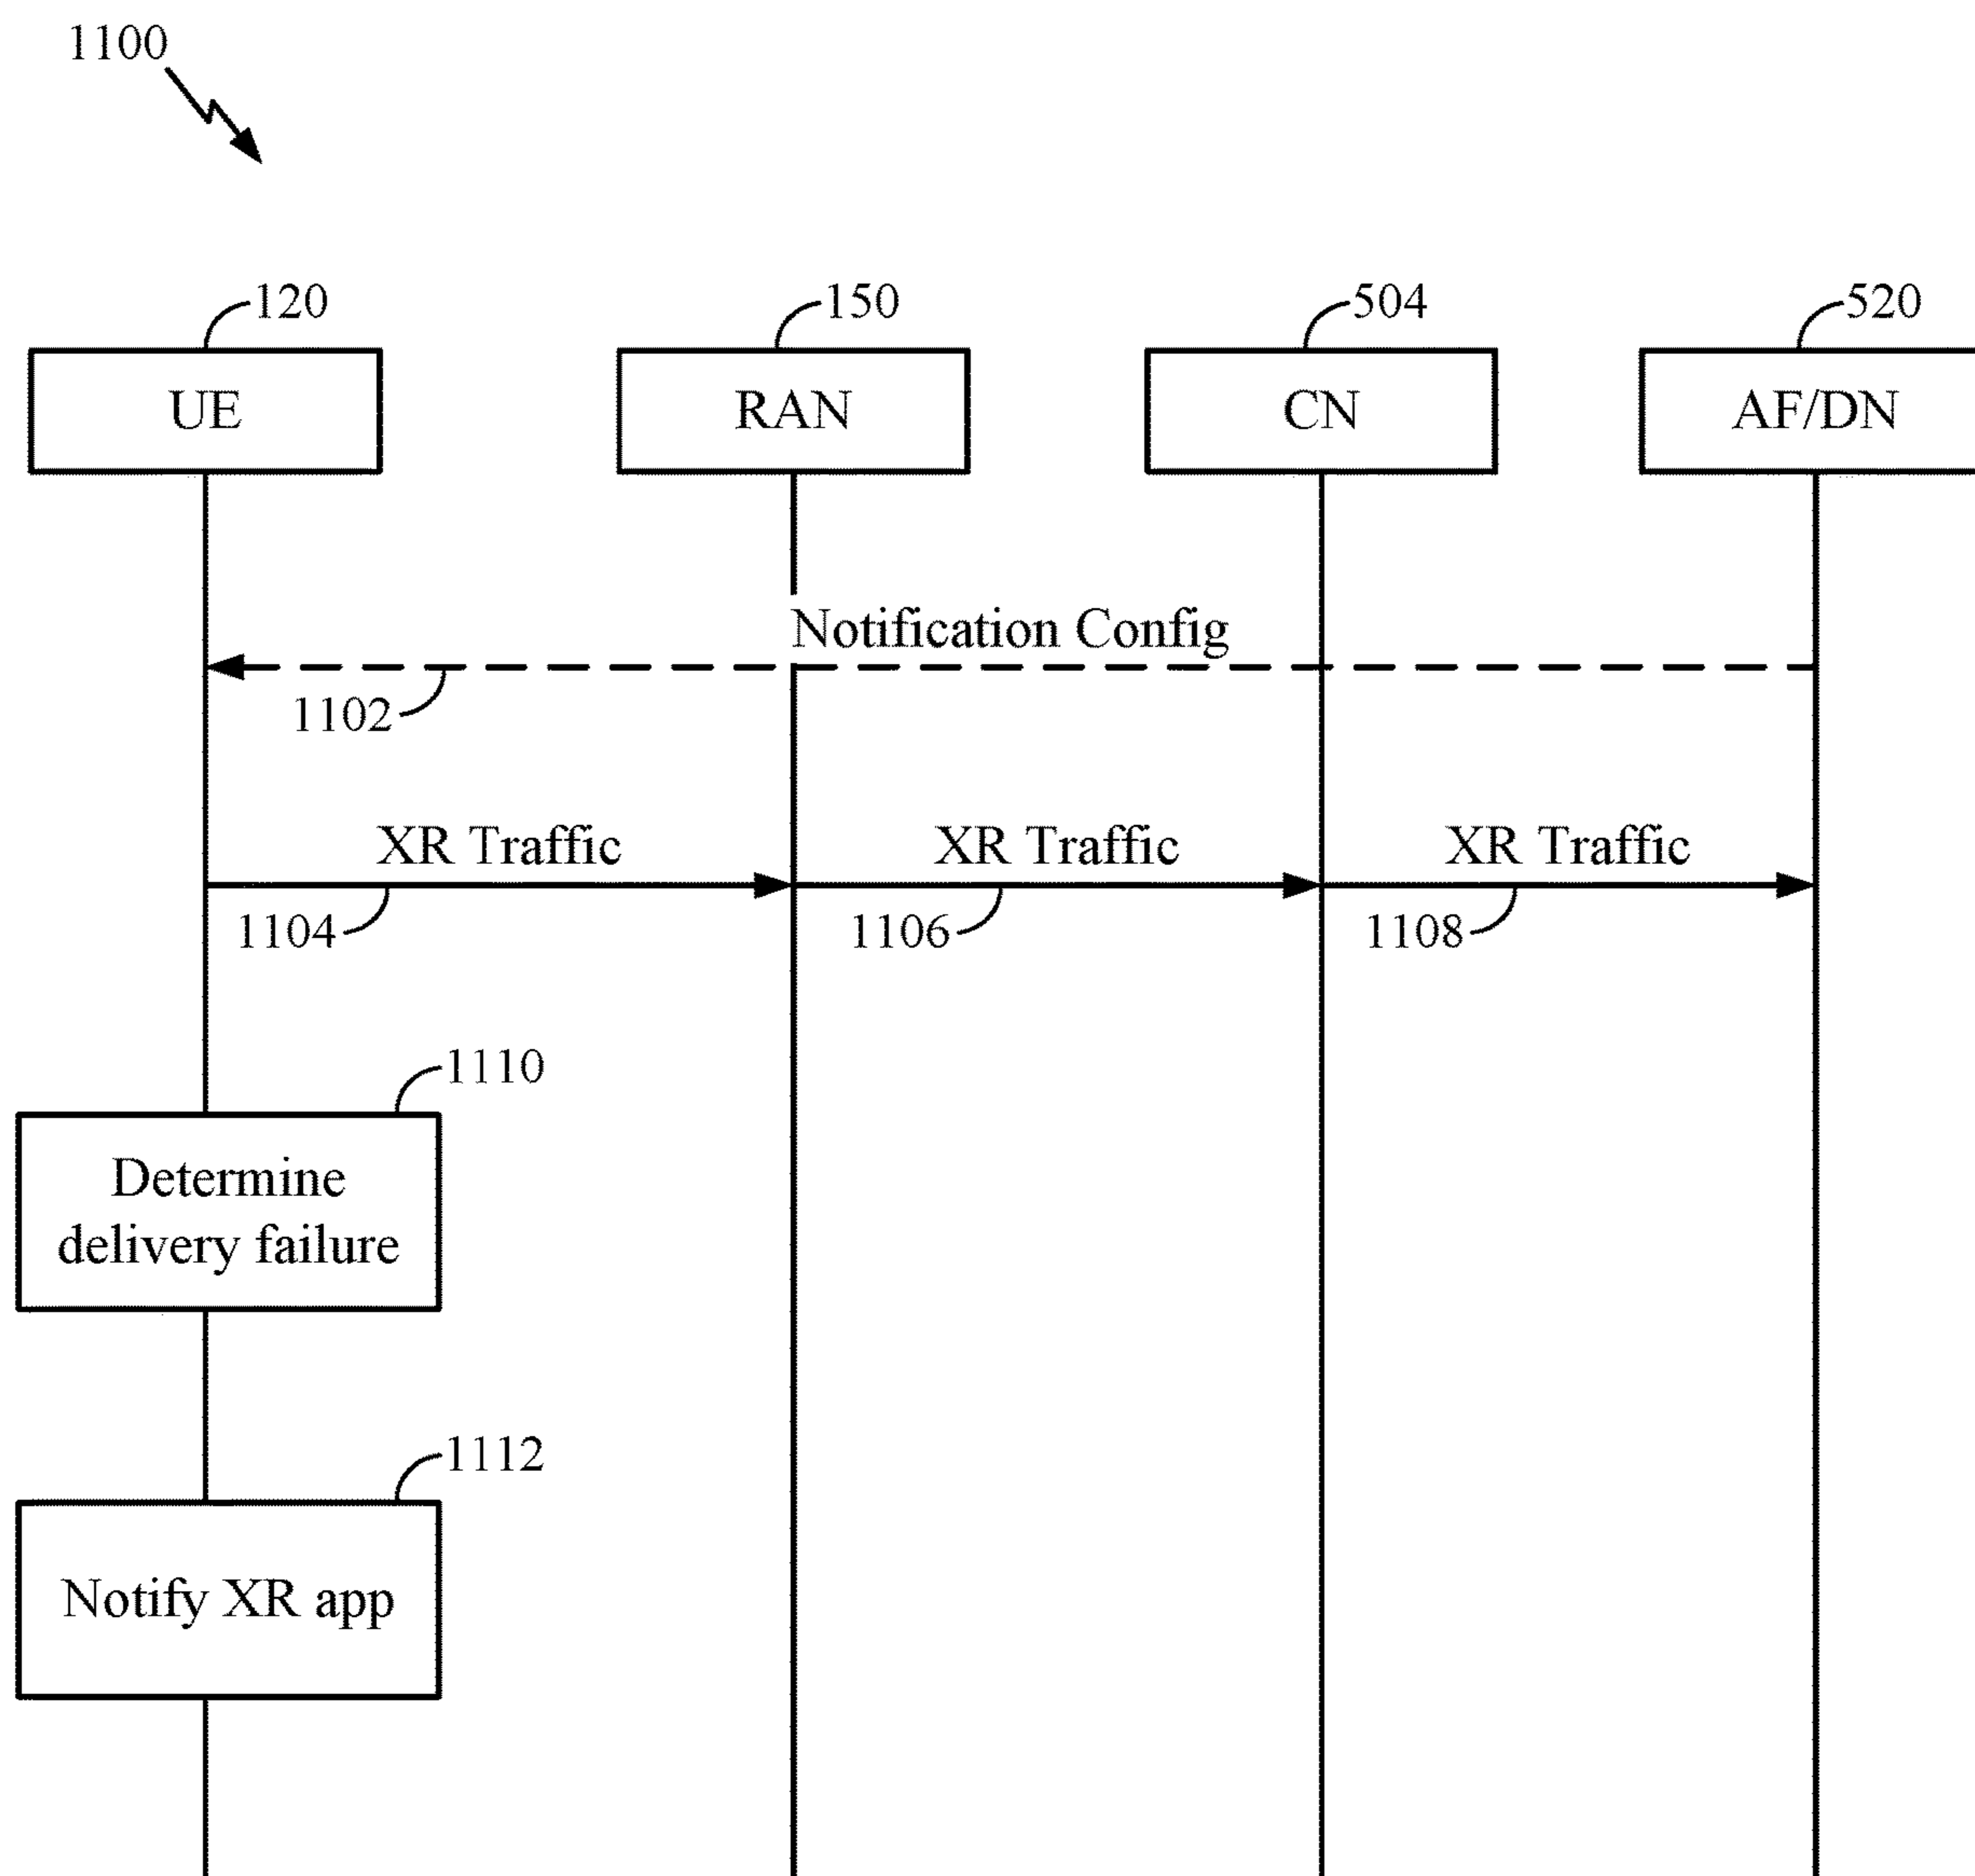 1100
120
150
504
520
UE
RAN
CN
AF/DN
Notification Config
1102
XR Traffic
XR Traffic
XR Traffic
1104
1106
1108
1110
Determine
delivery failure
1112
Notify XR app